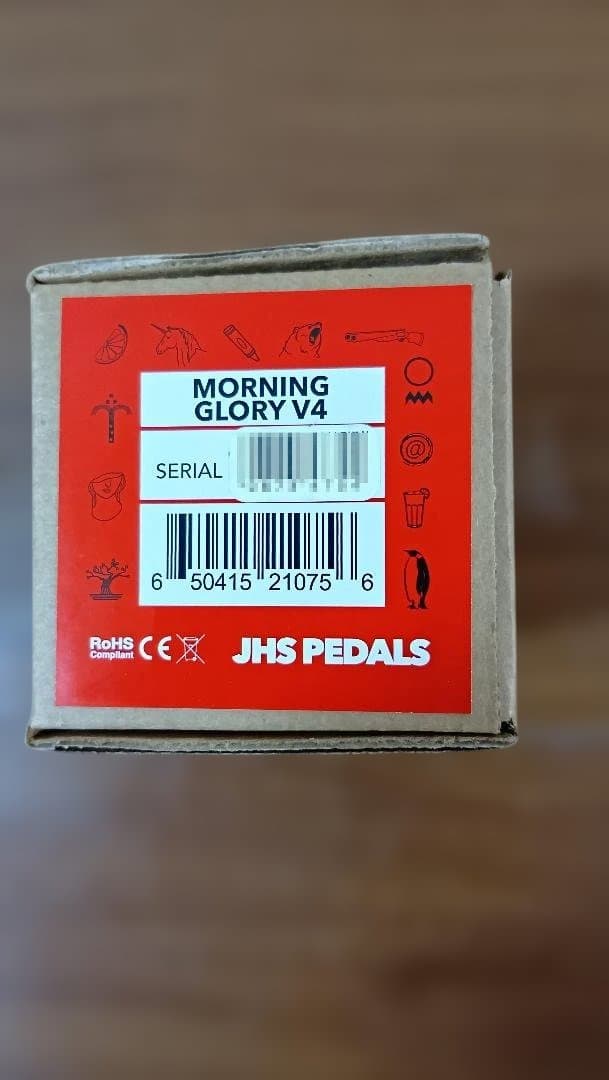 MORNING
GLORY V4
SERIAL
6 50415 21075 6
RoHS
Compliant
CE
JHS PEDALS